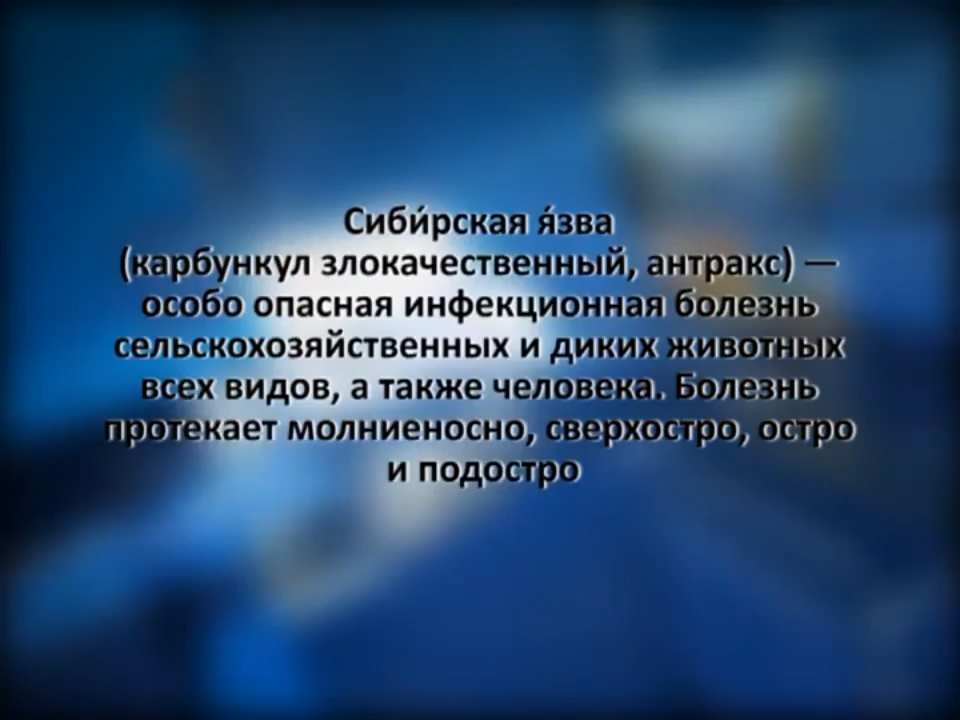 Сиби́рская я́зва
(карбункул злокачественный, антракс) —
особо опасная инфекционная болезнь
сельскохозяйственных и диких животных
всех видов, а также человека. Болезнь
протекает молниеносно, сверхостро, остро
и подостро